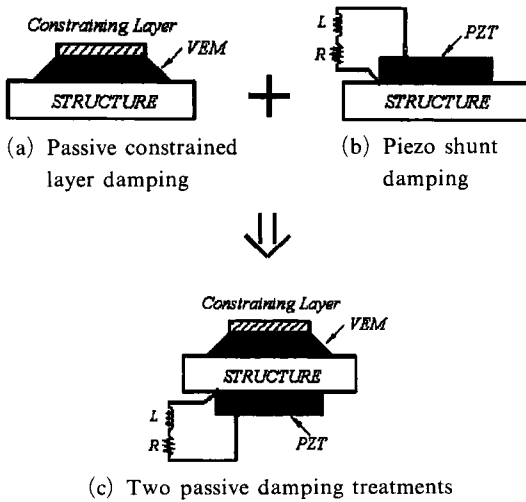 Constraining Layer
VEM
STRUCTURE
(a) Passive constrained
layer damping
L
R
PZT
STRUCTURE
(b) Piezo shunt
damping
Constraining Layer
VEM
STRUCTURE
L
R
PZT
(c) Two passive damping treatments